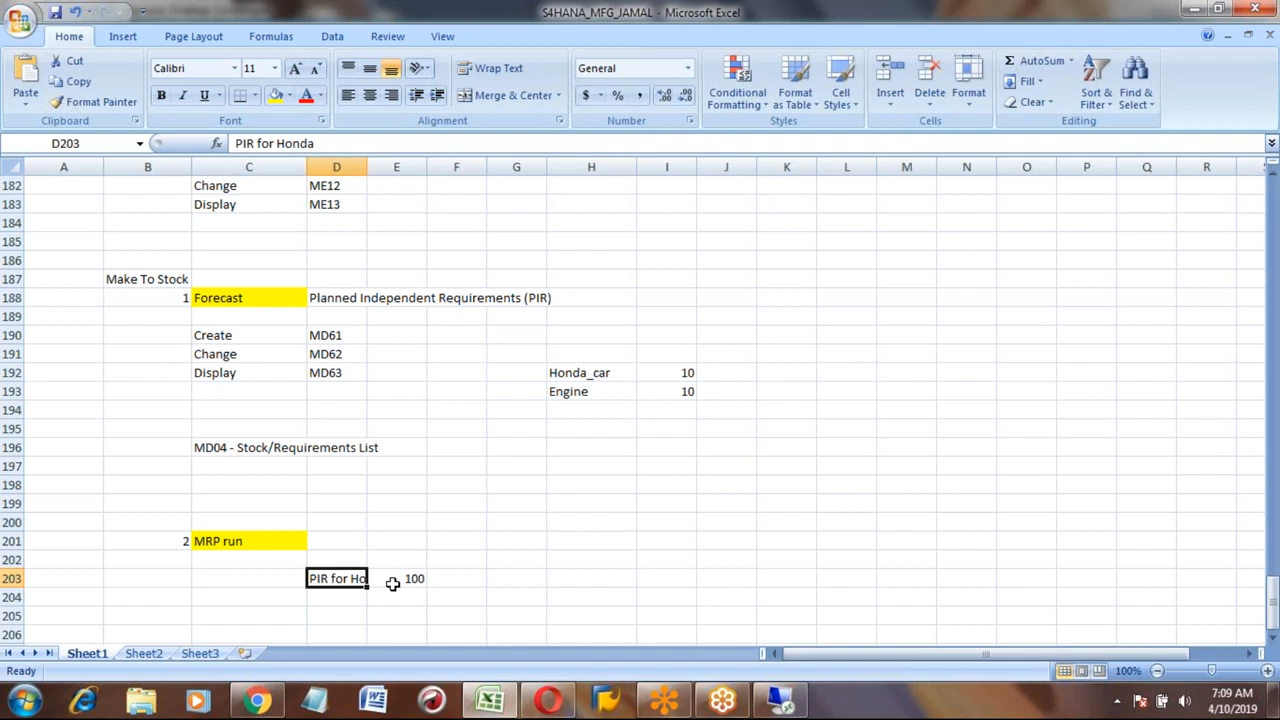 S4HANA_MFG_JAMAL - Microsoft Excel
Home Insert Page Layout Formulas Data Review View
Paste Cut Copy Format Painter Clipboard
Calibri 11 A A B I U A Font
Wrap Text Merge & Center Alignment
General $ % , Number
Conditional Formatting Format as Table Cell Styles Styles
Insert Delete Format Cells
AutoSum Fill Clear Sort & Filter Find & Select Editing
D203 fx PIR for Honda
A B C D E F G H I J K L M N O P Q R
182 Change ME12
183 Display ME13
184
185
186
187 Make To Stock
188 1 Forecast Planned Independent Requirements (PIR)
189
190 Create MD61
191 Change MD62
192 Display MD63 Honda_car 10
193 Engine 10
194
195
196 MD04 - Stock/Requirements List
197
198
199
200
201 2 MRP run
202
203 PIR for Ho 100
204
205
206
Sheet1 Sheet2 Sheet3
Ready 100%
7:09 AM
4/10/2019